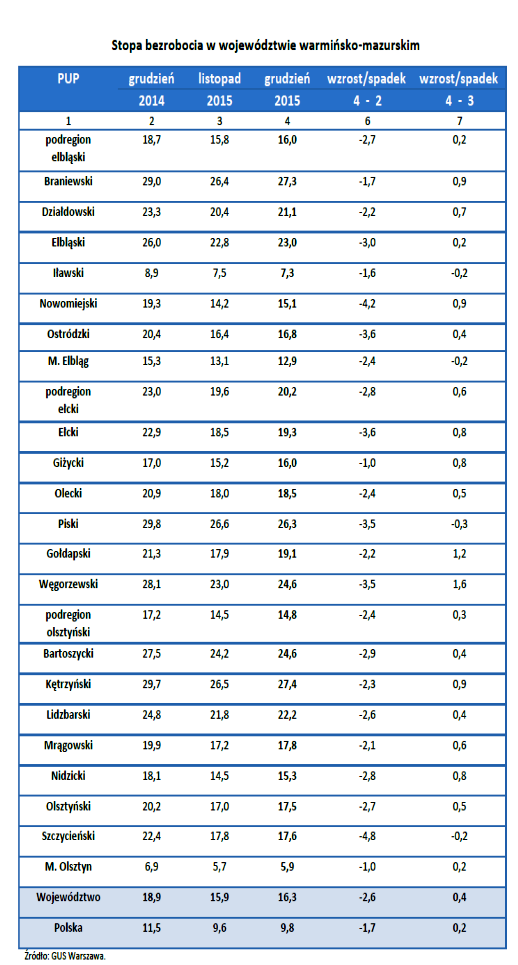 Stopa bezrobocia w województwie warmińsko-mazurskim
PUP grudzień listopad grudzień wzrost/spadek wzrost/spadek
2014 2015 2015 4 - 2 4 - 3
1 2 3 4 6 7
podregion 18,7 15,8 16,0 -2,7 0,2
elbląski
Braniewski 29,0 26,4 27,3 -1,7 0,9
Działdowski 23,3 20,4 21,1 -2,2 0,7
Elbląski 26,0 22,8 23,0 -3,0 0,2
Iławski 8,9 7,5 7,3 -1,6 -0,2
Nowomiejski 19,3 14,2 15,1 -4,2 0,9
Ostródzki 20,4 16,4 16,8 -3,6 0,4
M. Elbląg 15,3 13,1 12,9 -2,4 -0,2
podregion 23,0 19,6 20,2 -2,8 0,6
ełcki
Ełcki 22,9 18,5 19,3 -3,6 0,8
Giżycki 17,0 15,2 16,0 -1,0 0,8
Olecki 20,9 18,0 18,5 -2,4 0,5
Piski 29,8 26,6 26,3 -3,5 -0,3
Gołdapski 21,3 17,9 19,1 -2,2 1,2
Węgorzewski 28,1 23,0 24,6 -3,5 1,6
podregion 17,2 14,5 14,8 -2,4 0,3
olsztyński
Bartoszycki 27,5 24,2 24,6 -2,9 0,4
Kętrzyński 29,7 26,5 27,4 -2,3 0,9
Lidzbarski 24,8 21,8 22,2 -2,6 0,4
Mrągowski 19,9 17,2 17,8 -2,1 0,6
Nidzicki 18,1 14,5 15,3 -2,8 0,8
Olsztyński 20,2 17,0 17,5 -2,7 0,5
Szczycieński 22,4 17,8 17,6 -4,8 -0,2
M. Olsztyn 6,9 5,7 5,9 -1,0 0,2
Województwo 18,9 15,9 16,3 -2,6 0,4
Polska 11,5 9,6 9,8 -1,7 0,2
Źródło: GUS Warszawa.